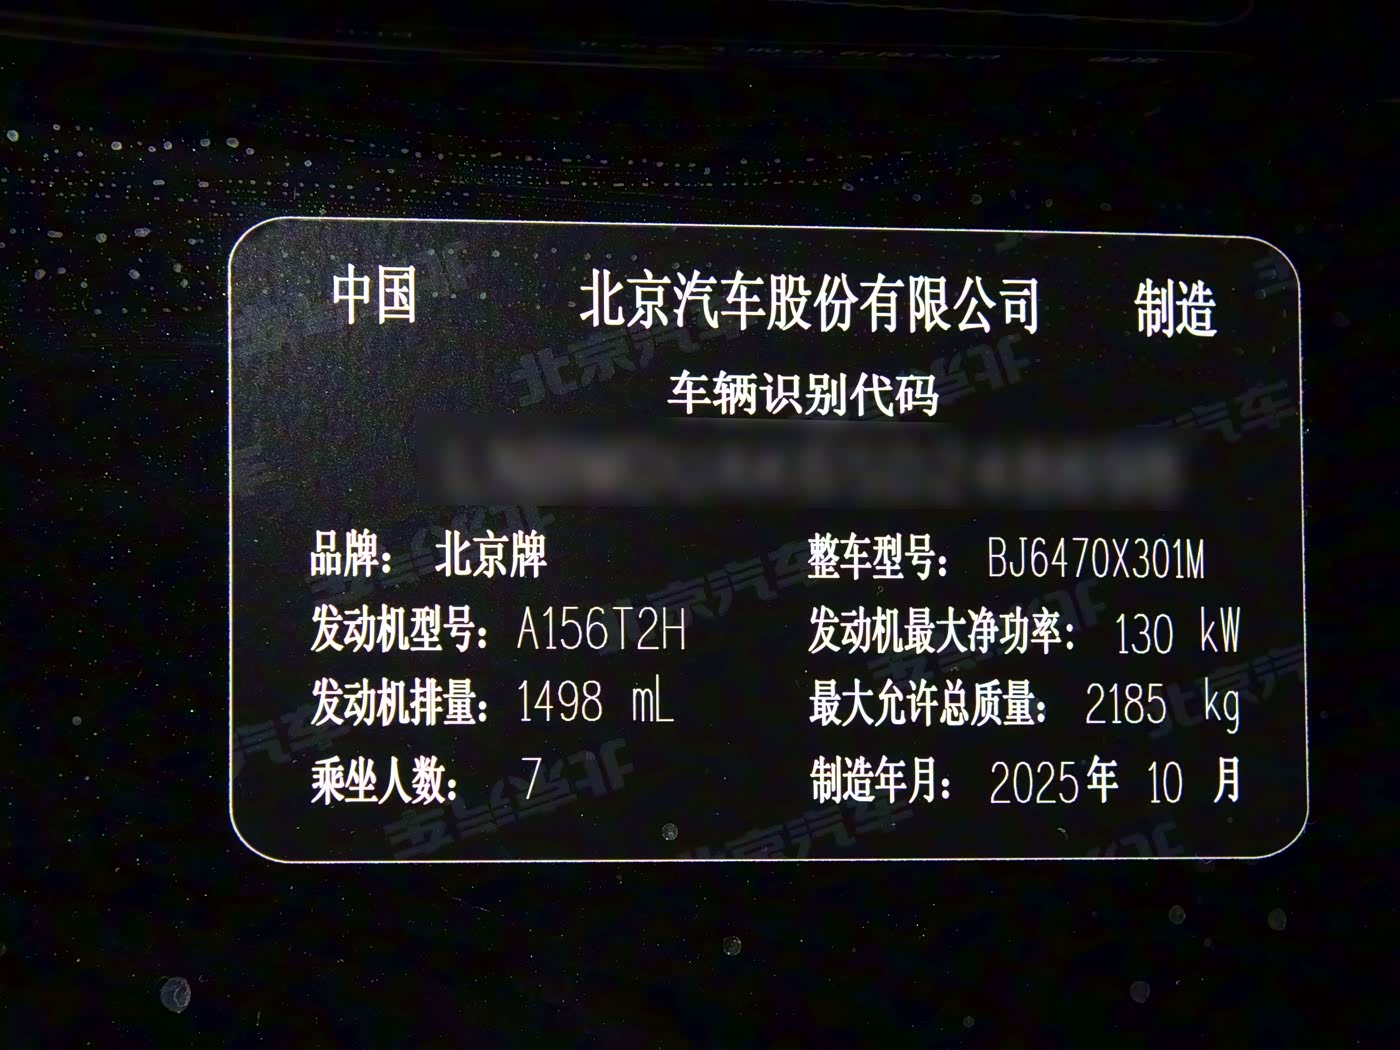 中国 北京汽车股份有限公司 制造
车辆识别代码
品牌： 北京牌 整车型号： BJ6470X301M
发动机型号： A156T2H 发动机最大净功率： 130 kW
发动机排量： 1498 mL 最大允许总质量： 2185 kg
乘坐人数： 7 制造年月： 2025年 10 月